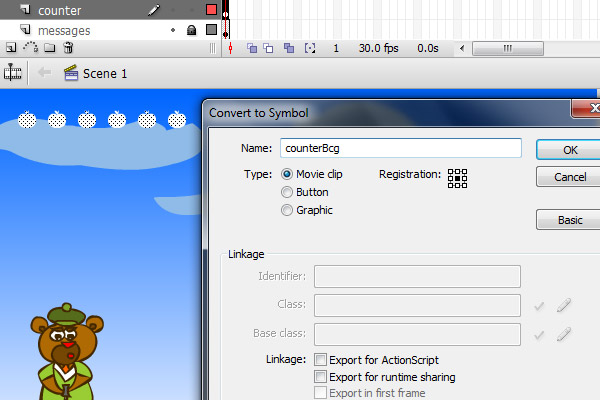 counter
messages
1 30.0 fps 0.0s
Scene 1
Convert to Symbol
Name: counterBcg
OK
Type: Movie clip Registration:
Cancel
Button
Graphic
Basic
Linkage
Identifier:
Class:
Base class:
Linkage: Export for ActionScript
Export for runtime sharing
Export in first frame